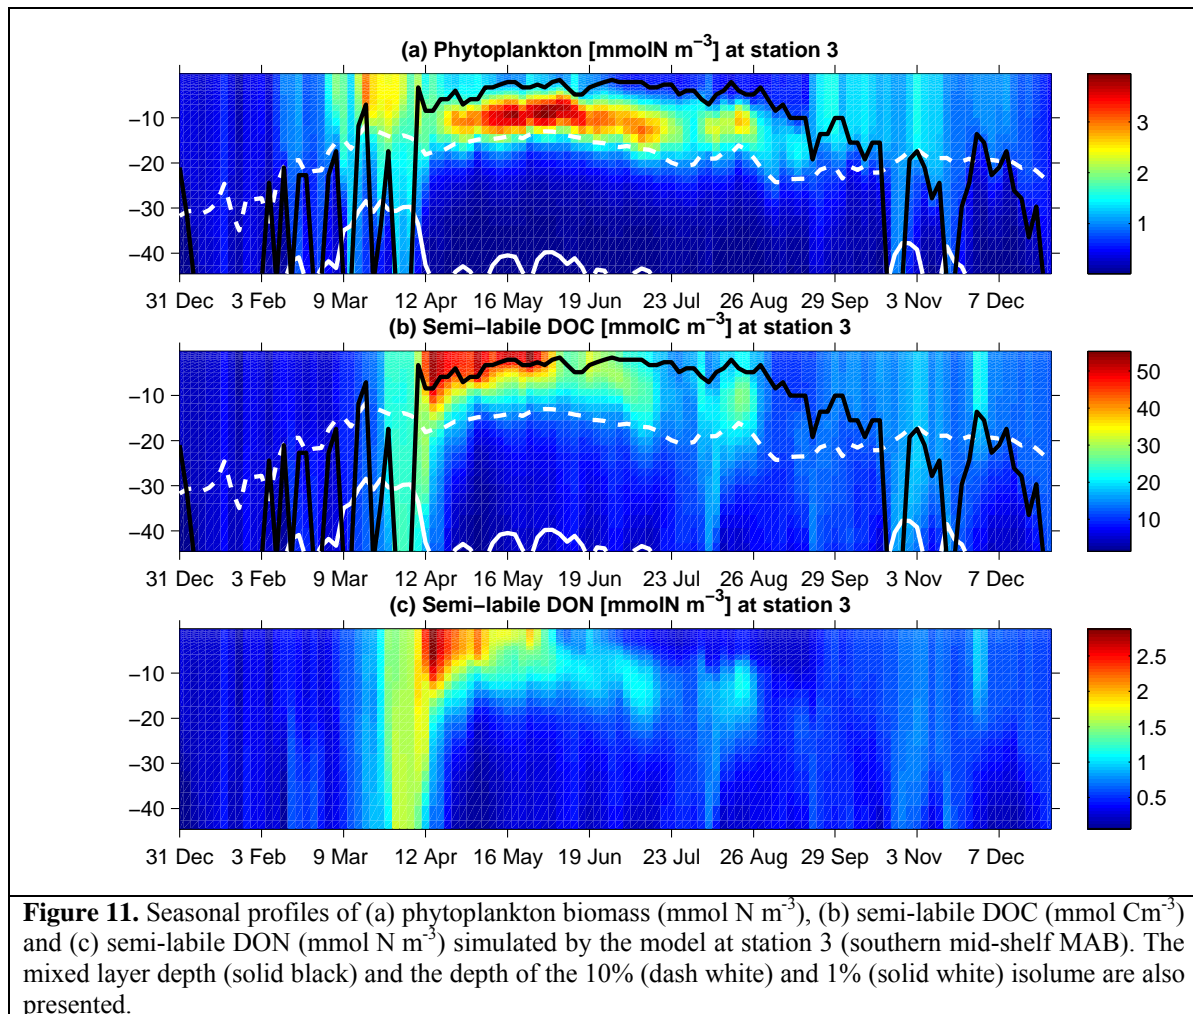 (a) Phytoplankton [mmolN m−3] at station 3
−10
−20
−30
−40
31 Dec 3 Feb 9 Mar 12 Apr 16 May 19 Jun 23 Jul 26 Aug 29 Sep 3 Nov 7 Dec
3
2
1
(b) Semi−labile DOC [mmolC m−3] at station 3
−10
−20
−30
−40
31 Dec 3 Feb 9 Mar 12 Apr 16 May 19 Jun 23 Jul 26 Aug 29 Sep 3 Nov 7 Dec
50
40
30
20
10
(c) Semi−labile DON [mmolN m−3] at station 3
−10
−20
−30
−40
31 Dec 3 Feb 9 Mar 12 Apr 16 May 19 Jun 23 Jul 26 Aug 29 Sep 3 Nov 7 Dec
2.5
2
1.5
1
0.5
Figure 11. Seasonal profiles of (a) phytoplankton biomass (mmol N m-3), (b) semi-labile DOC (mmol Cm-3)
and (c) semi-labile DON (mmol N m-3) simulated by the model at station 3 (southern mid-shelf MAB). The
mixed layer depth (solid black) and the depth of the 10% (dash white) and 1% (solid white) isolume are also
presented.